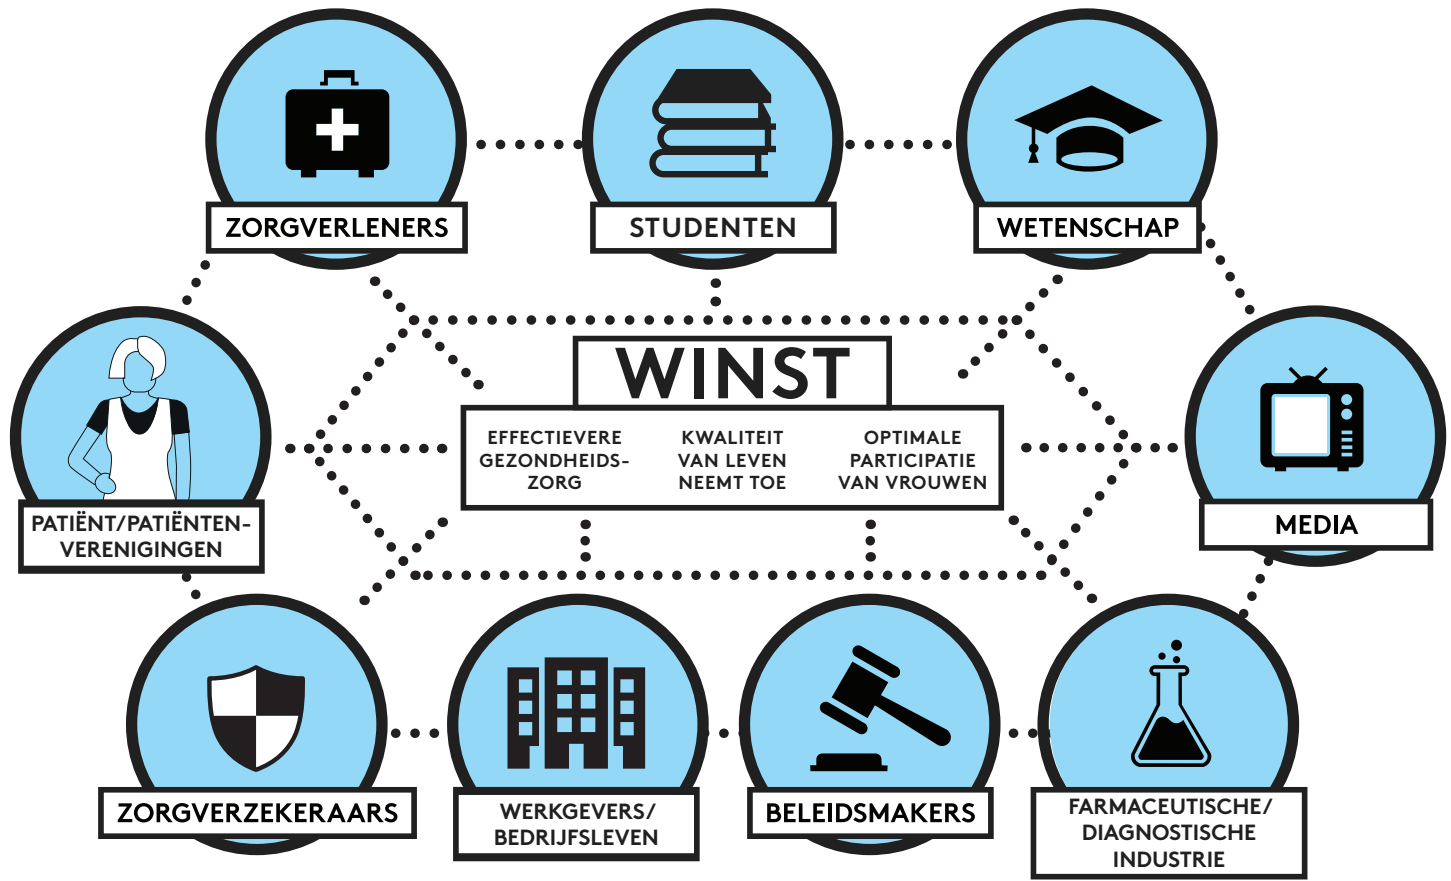 ZORGVERLENERS
STUDENTEN
WETENSCHAP
WINST
EFFECTIEVERE
GEZONDHEIDS-
ZORG
KWALITEIT
VAN LEVEN
NEEMT TOE
OPTIMALE
PARTICIPATIE
VAN VROUWEN
PATIËNT/PATIËNTEN-
VERENIGINGEN
MEDIA
ZORGVERZEKERAARS
WERKGEVERS/
BEDRIJFSLEVEN
BELEIDSMAKERS
FARMACEUTISCHE/
DIAGNOSTISCHE
INDUSTRIE